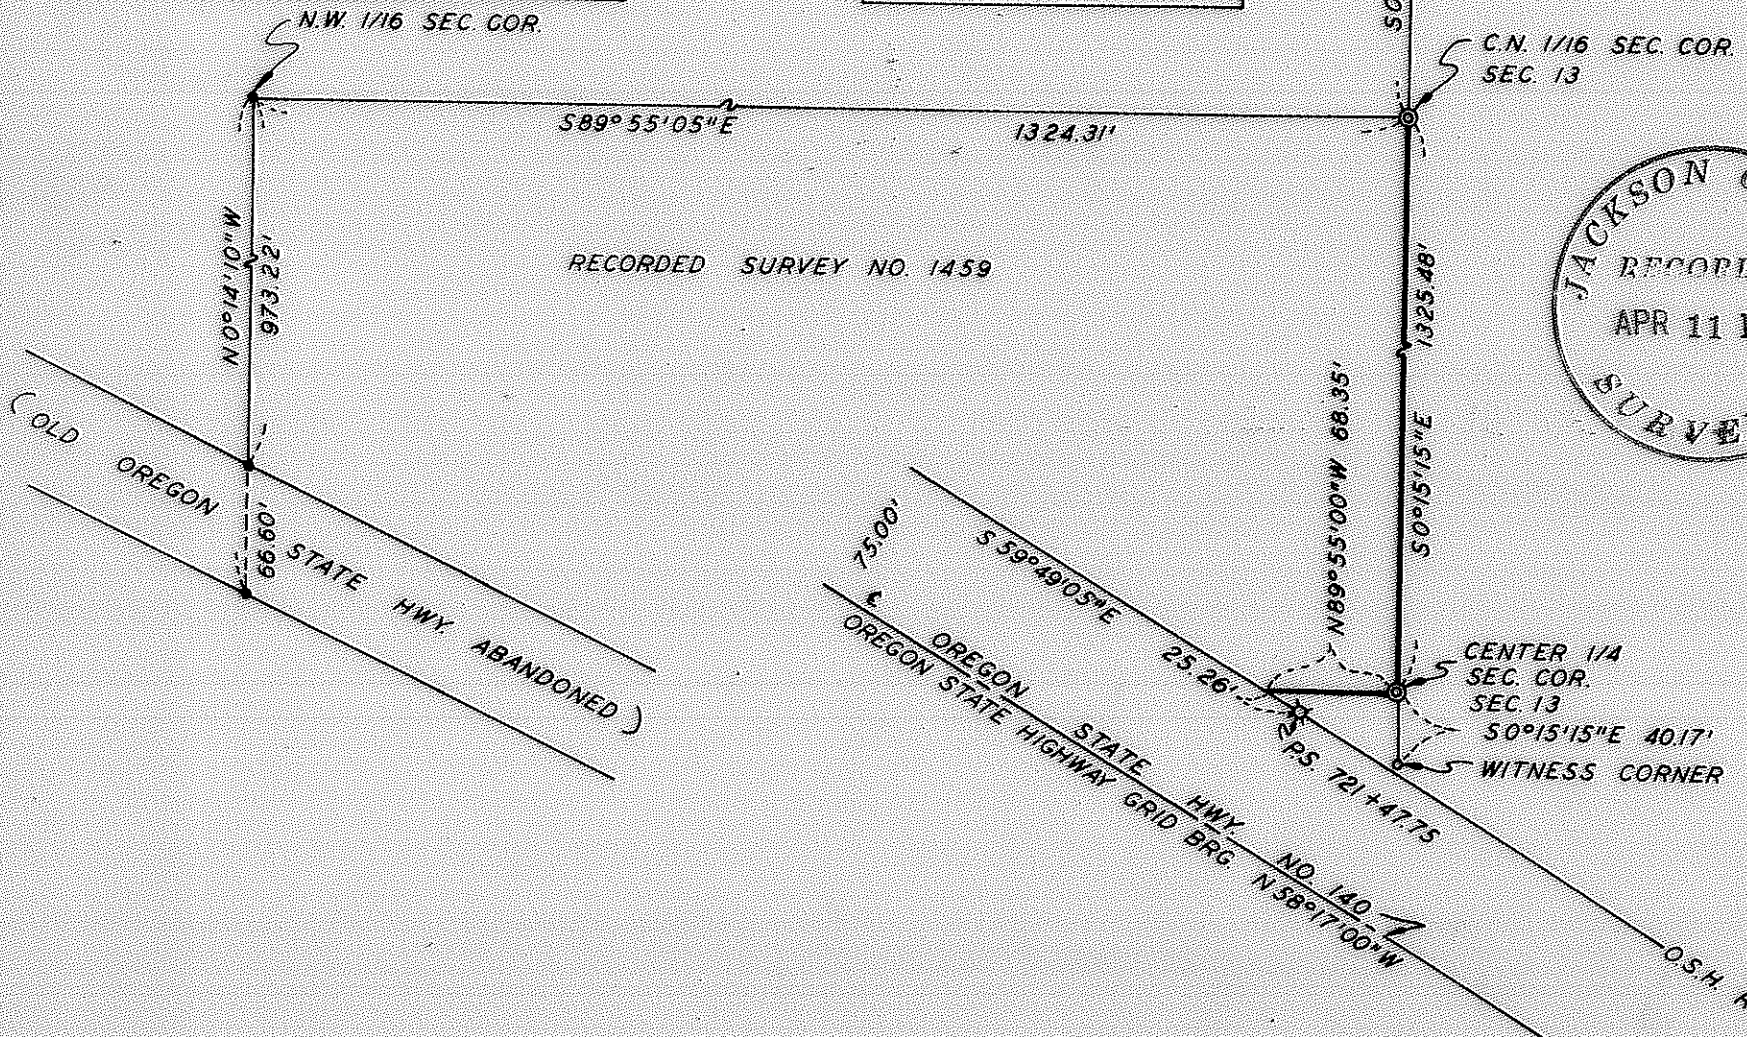 N.W. 1/16 SEC. COR.
C.N. 1/16 SEC. COR.
SEC. 13
S89°55'05"E
1324.31'
N0°14'10"W
973.22'
RECORDED SURVEY NO. 1459
1325.48'
S0°15'15"E
JACKSON
APR 11
SURVE
N89°55'00"W 68.35'
(OLD OREGON STATE HWY. ABANDONED)
66.60'
75.00'
S 59°49'05"E
25.26'
℄ OREGON STATE HWY. NO. 140
OREGON STATE HIGHWAY GRID BRG. N58°17'00"W
P.S. 721+47.75
CENTER 1/4
SEC. COR.
SEC. 13
S0°15'15"E 40.17'
WITNESS CORNER
O.S.H.